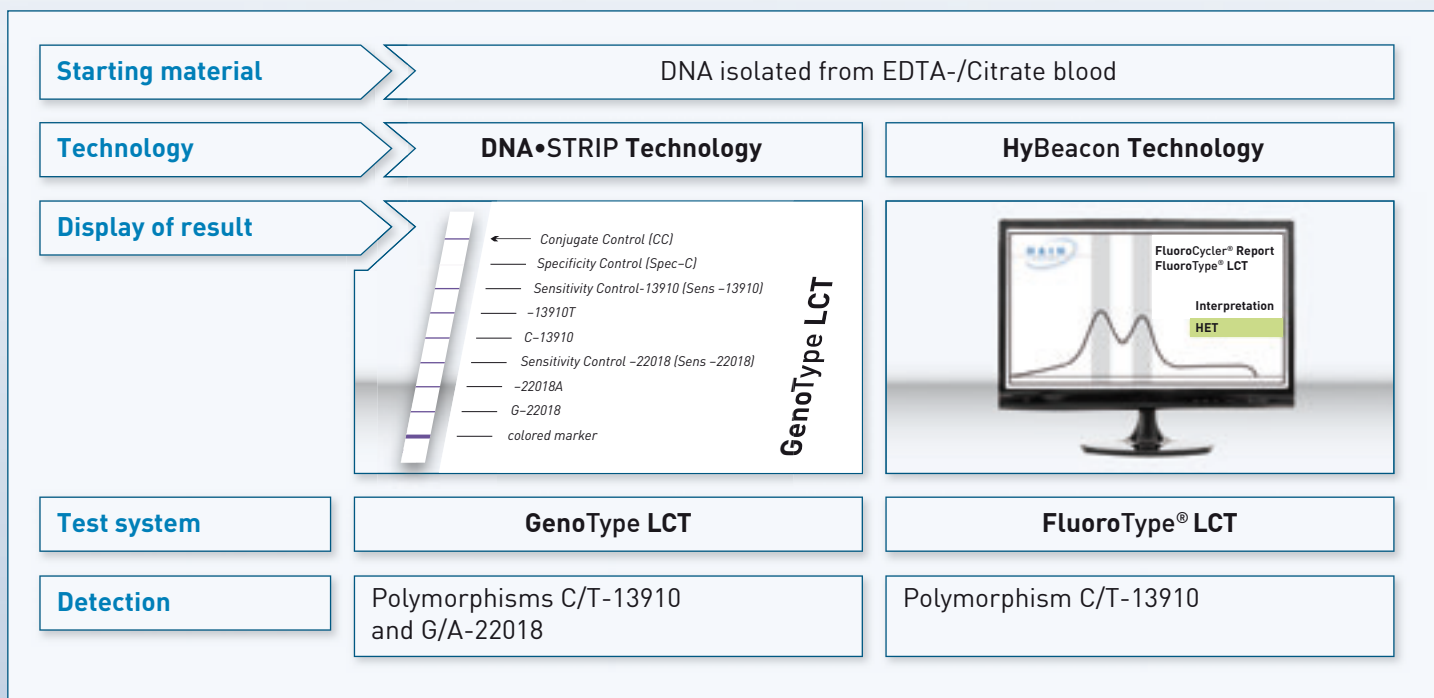 Starting material
DNA isolated from EDTA-/Citrate blood
Technology
DNA•STRIP Technology
HyBeacon Technology
Display of result
Conjugate Control (CC)
Specificity Control (Spec–C)
Sensitivity Control-13910 (Sens –13910)
–13910T
C–13910
Sensitivity Control –22018 (Sens –22018)
–22018A
G–22018
colored marker
GenoType LCT
HAIN
FluoroCycler® Report
FluoroType® LCT
Interpretation
HET
Test system
GenoType LCT
FluoroType® LCT
Detection
Polymorphisms C/T-13910
and G/A-22018
Polymorphism C/T-13910